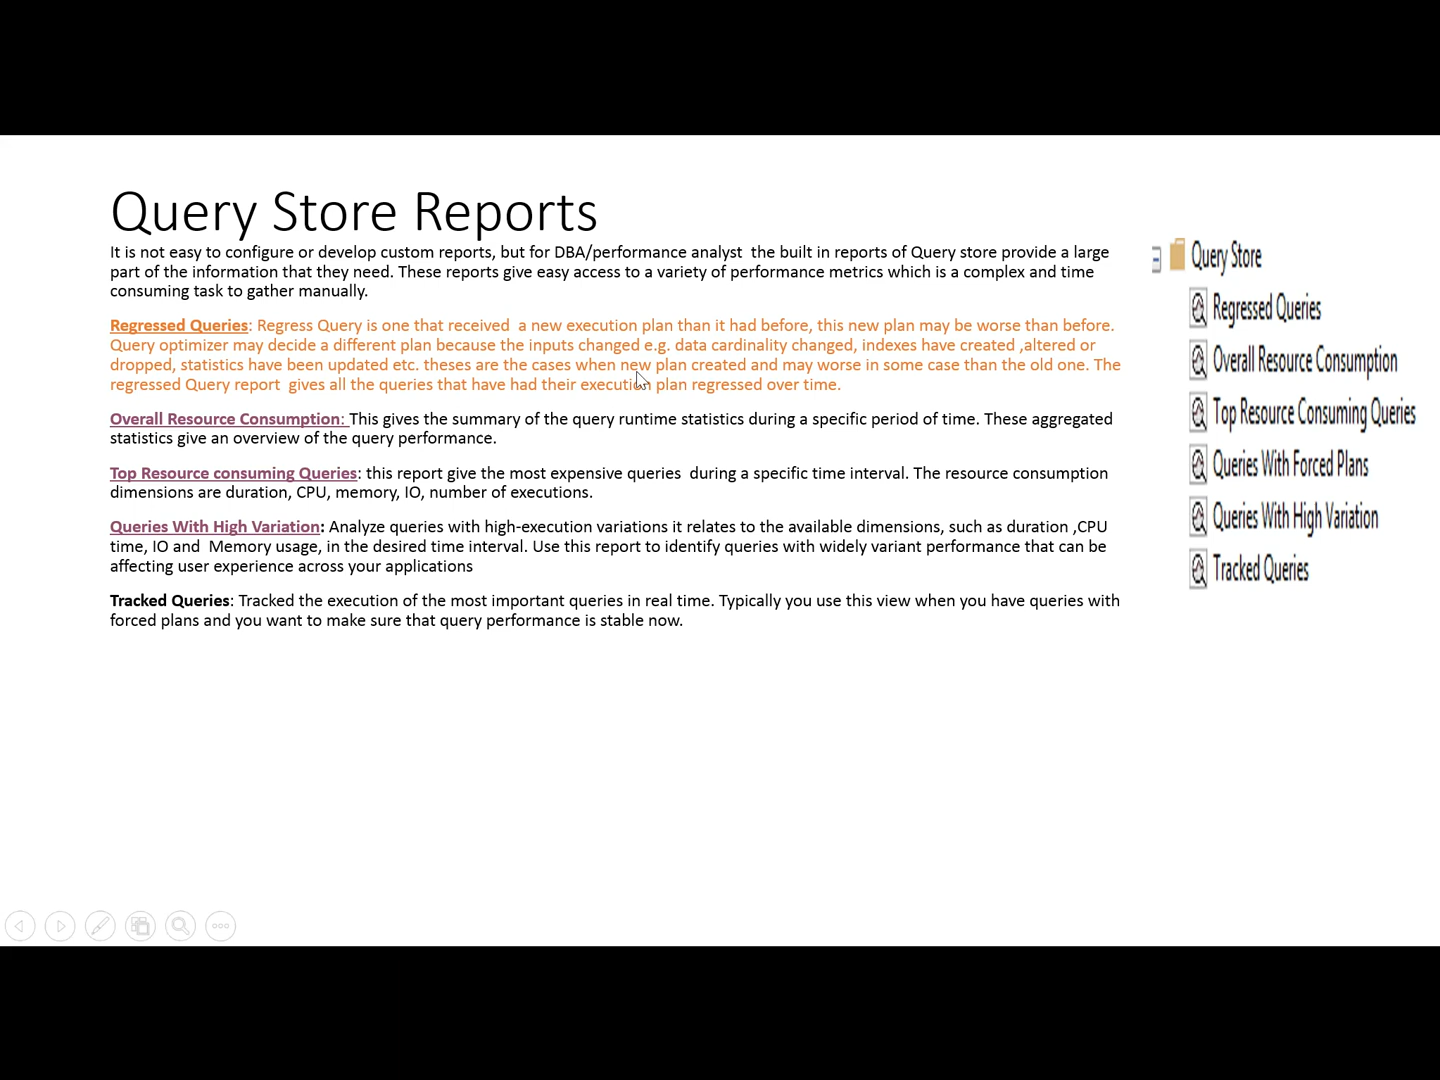 Query Store Reports
It is not easy to configure or develop custom reports, but for DBA/performance analyst  the built in reports of Query store provide a large
part of the information that they need. These reports give easy access to a variety of performance metrics which is a complex and time
consuming task to gather manually.
Regressed Queries: Regress Query is one that received  a new execution plan than it had before, this new plan may be worse than before.
Query optimizer may decide a different plan because the inputs changed e.g. data cardinality changed, indexes have created ,altered or
dropped, statistics have been updated etc. theses are the cases when new plan created and may worse in some case than the old one. The
regressed Query report  gives all the queries that have had their execution plan regressed over time.
Overall Resource Consumption: This gives the summary of the query runtime statistics during a specific period of time. These aggregated
statistics give an overview of the query performance.
Top Resource consuming Queries: this report give the most expensive queries  during a specific time interval. The resource consumption
dimensions are duration, CPU, memory, IO, number of executions.
Queries With High Variation: Analyze queries with high-execution variations it relates to the available dimensions, such as duration ,CPU
time, IO and  Memory usage, in the desired time interval. Use this report to identify queries with widely variant performance that can be
affecting user experience across your applications
Tracked Queries: Tracked the execution of the most important queries in real time. Typically you use this view when you have queries with
forced plans and you want to make sure that query performance is stable now.
Query Store
Regressed Queries
Overall Resource Consumption
Top Resource Consuming Queries
Queries With Forced Plans
Queries With High Variation
Tracked Queries